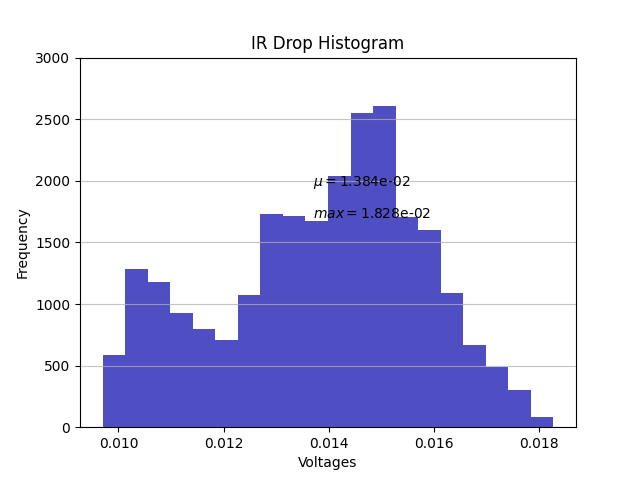 IR Drop Histogram
3000
2500
2000
1500
1000
500
0
Frequency
μ = 1.384e-02
max = 1.828e-02
0.010 0.012 0.014 0.016 0.018
Voltages